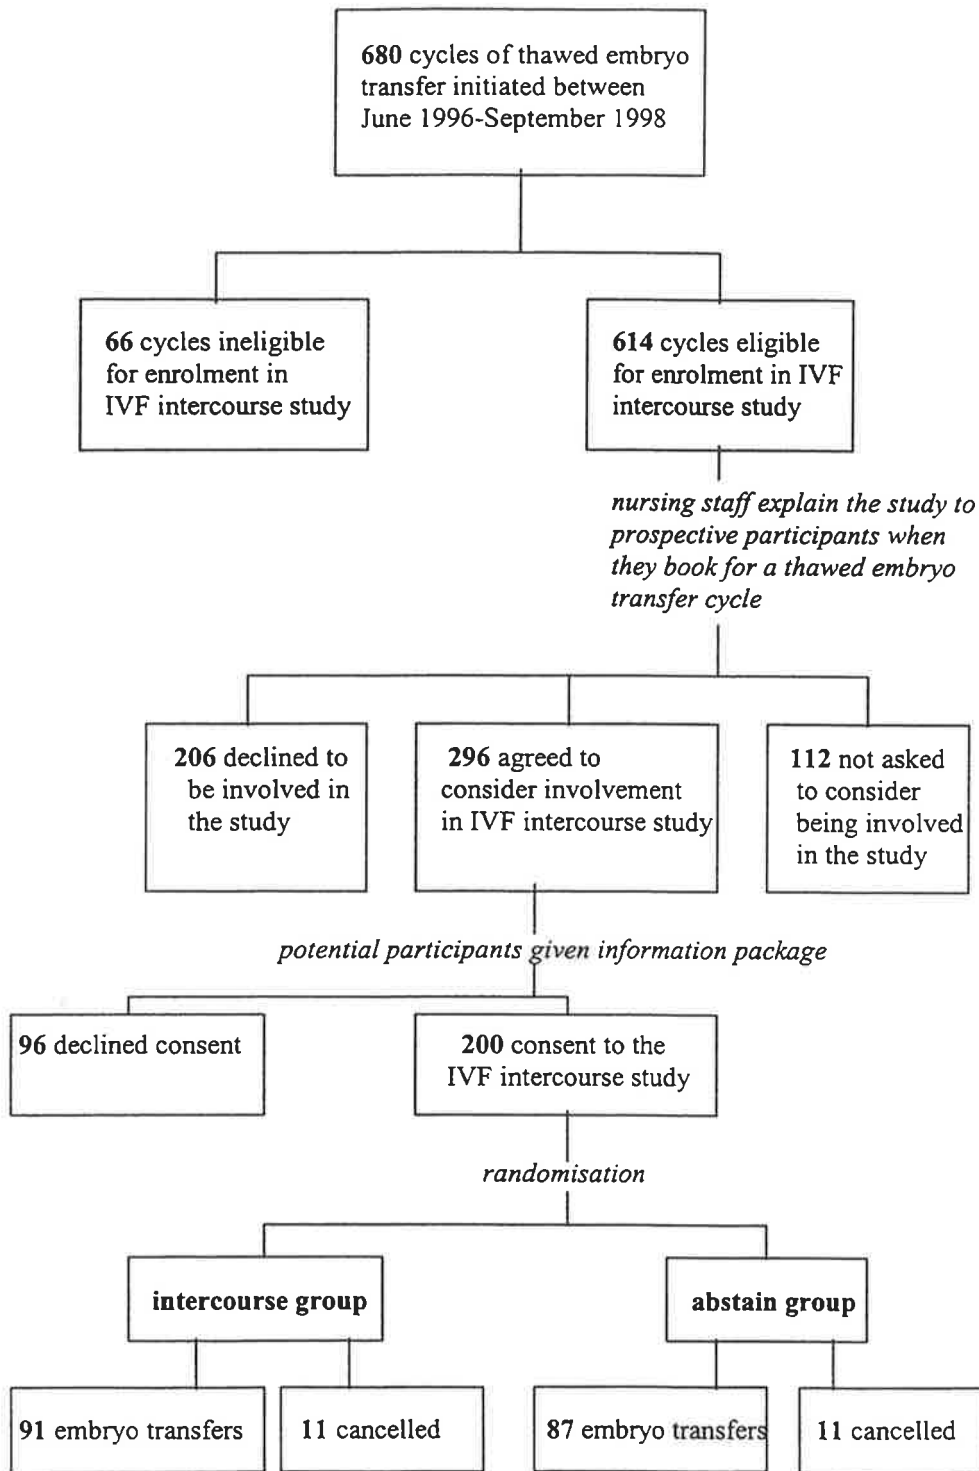 680 cycles of thawed embryo
transfer initiated between
June 1996-September 1998
66 cycles ineligible
for enrolment in
IVF intercourse study
614 cycles eligible
for enrolment in IVF
intercourse study
nursing staff explain the study to
prospective participants when
they book for a thawed embryo
transfer cycle
206 declined to
be involved in
the study
296 agreed to
consider involvement
in IVF intercourse study
112 not asked
to consider
being involved
in the study
potential participants given information package
96 declined consent
200 consent to the
IVF intercourse study
randomisation
intercourse group
abstain group
91 embryo transfers
11 cancelled
87 embryo transfers
11 cancelled